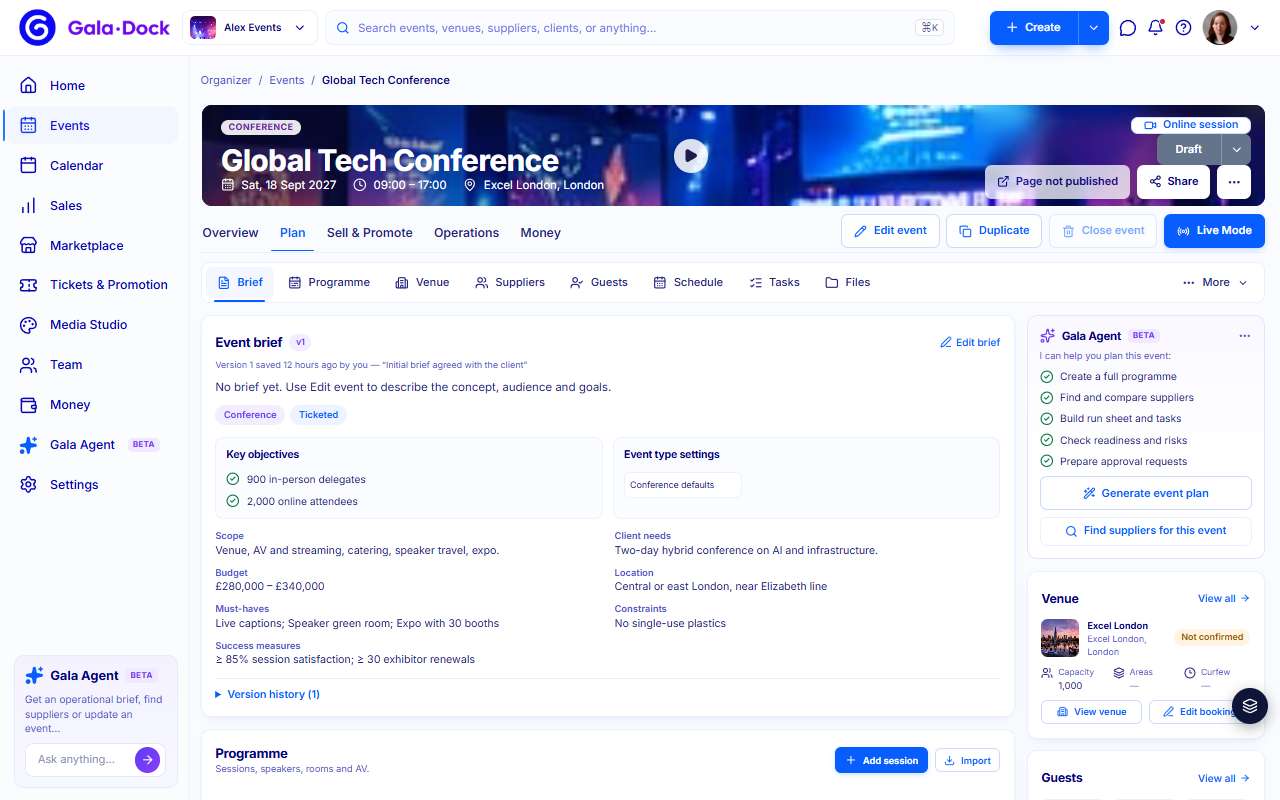 Gala·Dock
Alex Events
Search events, venues, suppliers, clients, or anything...
⌘K
Create
Home
Events
Calendar
Sales
Marketplace
Tickets & Promotion
Media Studio
Team
Money
Gala Agent BETA
Settings
Gala Agent BETA
Get an operational brief, find
suppliers or update an
event...
Ask anything...
Organizer / Events / Global Tech Conference
CONFERENCE
Global Tech Conference
Sat, 18 Sept 2027 09:00 – 17:00 Excel London, London
Online session
Draft
Page not published
Share
Overview Plan Sell & Promote Operations Money
Edit event Duplicate Close event Live Mode
Brief Programme Venue Suppliers Guests Schedule Tasks Files More
Event brief v1
Edit brief
Version 1 saved 12 hours ago by you — "Initial brief agreed with the client"
No brief yet. Use Edit event to describe the concept, audience and goals.
Conference Ticketed
Key objectives
900 in-person delegates
2,000 online attendees
Event type settings
Conference defaults
Scope
Venue, AV and streaming, catering, speaker travel, expo.
Client needs
Two-day hybrid conference on AI and infrastructure.
Budget
£280,000 – £340,000
Location
Central or east London, near Elizabeth line
Must-haves
Live captions; Speaker green room; Expo with 30 booths
Constraints
No single-use plastics
Success measures
≥ 85% session satisfaction; ≥ 30 exhibitor renewals
Version history (1)
Programme
Sessions, speakers, rooms and AV.
Add session
Import
Gala Agent BETA
I can help you plan this event:
Create a full programme
Find and compare suppliers
Build run sheet and tasks
Check readiness and risks
Prepare approval requests
Generate event plan
Find suppliers for this event
Venue
View all
Excel London
Excel London,
London
Not confirmed
Capacity
1,000
Areas
—
Curfew
—
View venue
Edit booking
Guests
View all